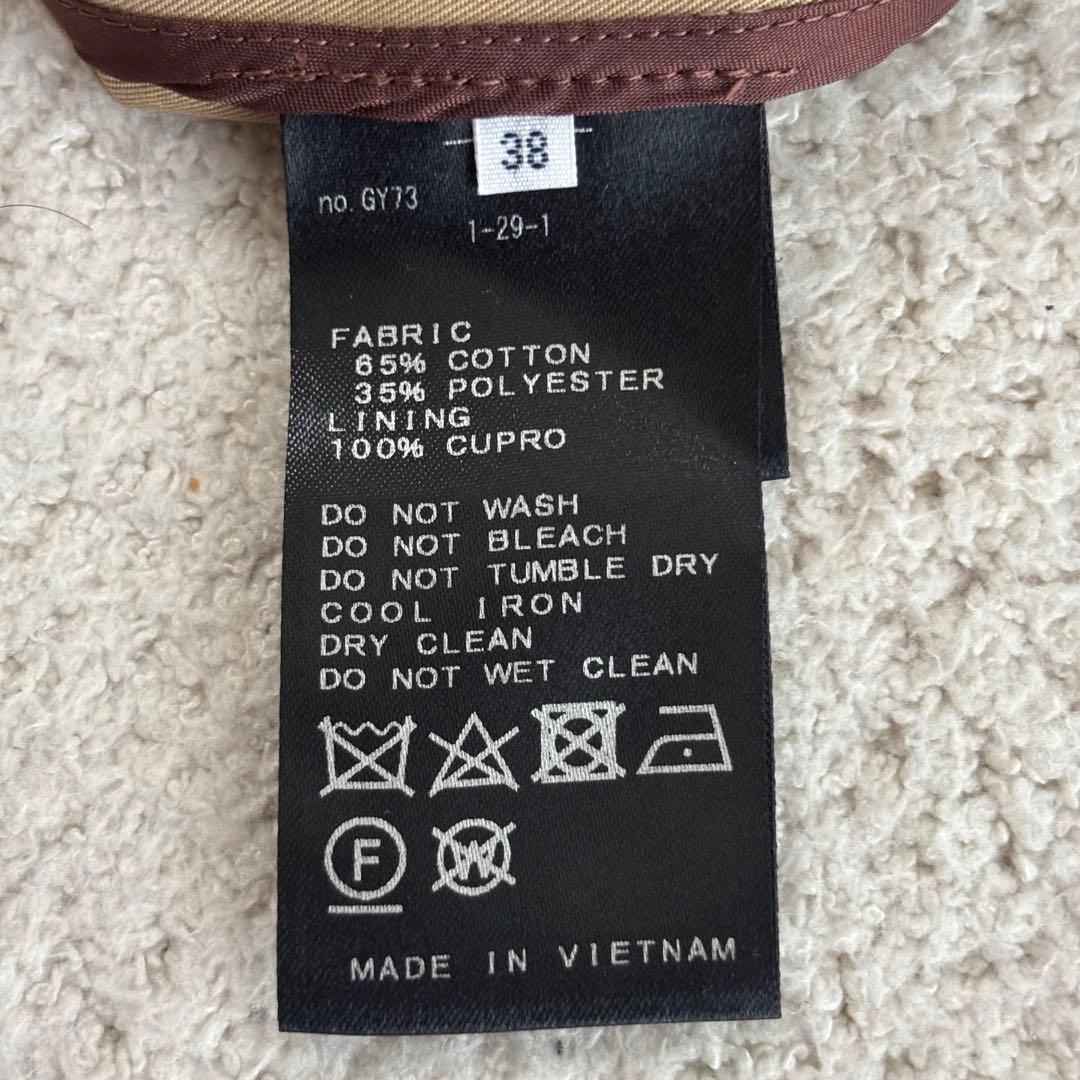 38
no. GY73
1-29-1
FABRIC
65% COTTON
35% POLYESTER
LINING
100% CUPRO
DO NOT WASH
DO NOT BLEACH
DO NOT TUMBLE DRY
COOL IRON
DRY CLEAN
DO NOT WET CLEAN
F W
MADE IN VIETNAM